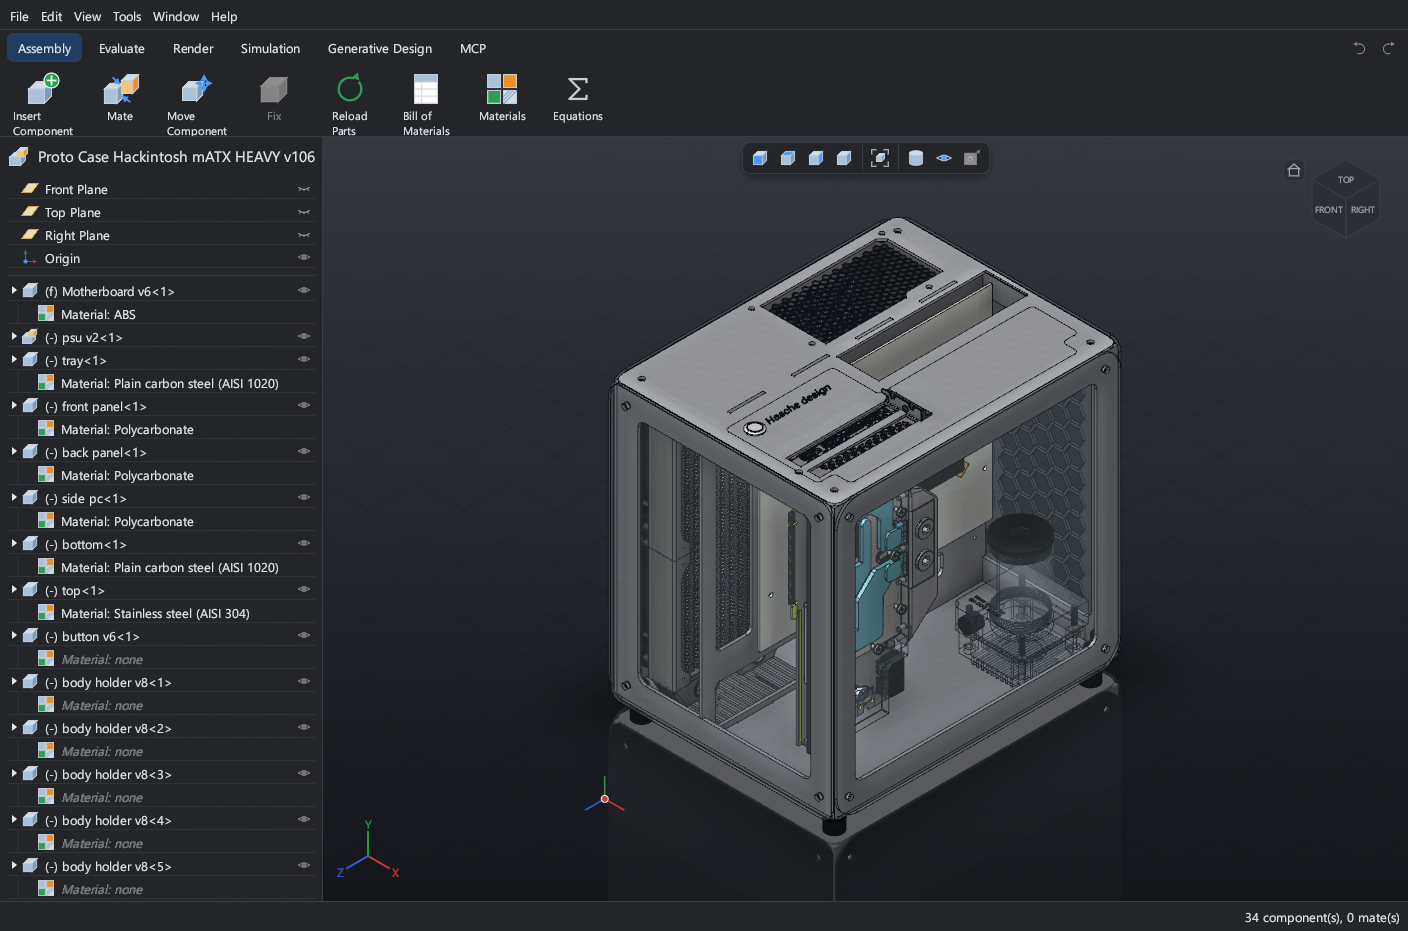 File Edit View Tools Window Help
Assembly Evaluate Render Simulation Generative Design MCP
Insert Component
Mate
Move Component
Fix
Reload Parts
Bill of Materials
Materials
Equations
Proto Case Hackintosh mATX HEAVY v106
Front Plane
Top Plane
Right Plane
Origin
(f) Motherboard v6<1>
Material: ABS
(-) psu v2<1>
(-) tray<1>
Material: Plain carbon steel (AISI 1020)
(-) front panel<1>
Material: Polycarbonate
(-) back panel<1>
Material: Polycarbonate
(-) side pc<1>
Material: Polycarbonate
(-) bottom<1>
Material: Plain carbon steel (AISI 1020)
(-) top<1>
Material: Stainless steel (AISI 304)
(-) button v6<1>
Material: none
(-) body holder v8<1>
Material: none
(-) body holder v8<2>
Material: none
(-) body holder v8<3>
Material: none
(-) body holder v8<4>
Material: none
(-) body holder v8<5>
Material: none
TOP
FRONT RIGHT
Hasche design
Y
Z X
34 component(s), 0 mate(s)